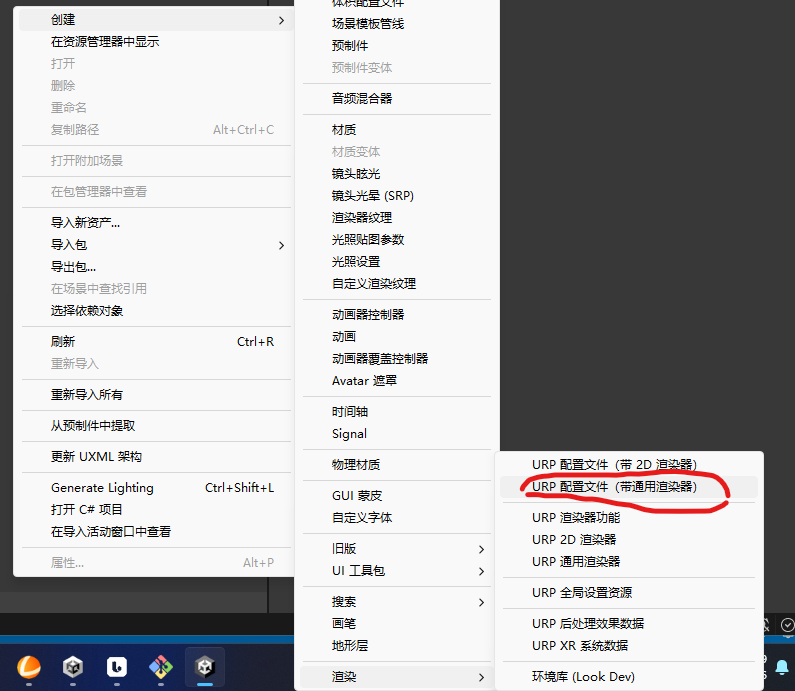 创建
在资源管理器中显示
打开
删除
重命名
复制路径 Alt+Ctrl+C
打开附加场景
在包管理器中查看
导入新资产...
导入包
导出包...
在场景中查找引用
选择依赖对象
刷新 Ctrl+R
重新导入
重新导入所有
从预制件中提取
更新 UXML 架构
Generate Lighting Ctrl+Shift+L
打开 C# 项目
在导入活动窗口中查看
属性... Alt+P
体积配置文件
场景模板管线
预制件
预制件变体
音频混合器
材质
材质变体
镜头眩光
镜头光晕 (SRP)
渲染器纹理
光照贴图参数
光照设置
自定义渲染纹理
动画器控制器
动画
动画器覆盖控制器
Avatar 遮罩
时间轴
Signal
物理材质
GUI 蒙皮
自定义字体
旧版
UI 工具包
搜索
画笔
地形层
渲染
URP 配置文件（带 2D 渲染器）
URP 配置文件（带通用渲染器）
URP 渲染器功能
URP 2D 渲染器
URP 通用渲染器
URP 全局设置资源
URP 后处理效果数据
URP XR 系统数据
环境库 (Look Dev)